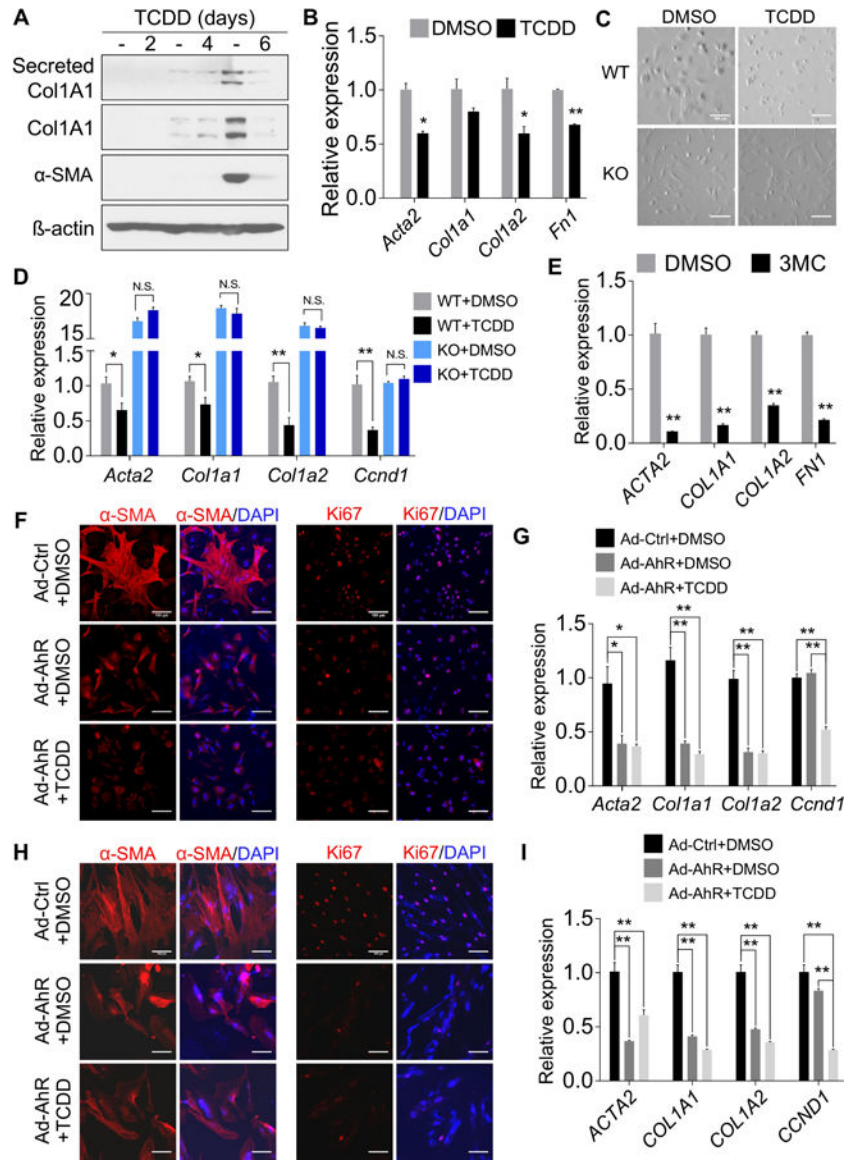 A
TCDD (days)
- 2 - 4 - 6
Secreted
Col1A1
Col1A1
α-SMA
ß-actin
B
DMSO TCDD
Relative expression
1.5
1.0
0.5
0.0
* * **
Acta2 Col1a1 Col1a2 Fn1
C
DMSO TCDD
WT
KO
D
Relative expression
20
15
1.0
0.5
0.0
N.S. N.S. N.S.
* * ** ** N.S.
Acta2 Col1a1 Col1a2 Ccnd1
WT+DMSO
WT+TCDD
KO+DMSO
KO+TCDD
E
DMSO 3MC
Relative expression
1.5
1.0
0.5
0.0
** ** ** **
ACTA2 COL1A1 COL1A2 FN1
F
α-SMA α-SMA/DAPI Ki67 Ki67/DAPI
Ad-Ctrl
+DMSO
Ad-AhR
+DMSO
Ad-AhR
+TCDD
G
Ad-Ctrl+DMSO
Ad-AhR+DMSO
Ad-AhR+TCDD
Relative expression
1.5
1.0
0.5
0.0
* ** ** **
* ** ** **
Acta2 Col1a1 Col1a2 Ccnd1
H
α-SMA α-SMA/DAPI Ki67 Ki67/DAPI
Ad-Ctrl
+DMSO
Ad-AhR
+DMSO
Ad-AhR
+TCDD
I
Ad-Ctrl+DMSO
Ad-AhR+DMSO
Ad-AhR+TCDD
Relative expression
1.5
1.0
0.5
0.0
** ** ** **
** ** ** **
ACTA2 COL1A1 COL1A2 CCND1